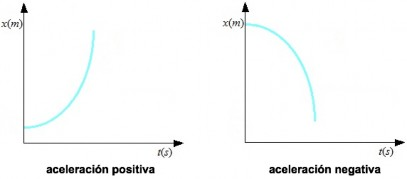 x(m)
t(s)
aceleración positiva
x(m)
t(s)
aceleración negativa